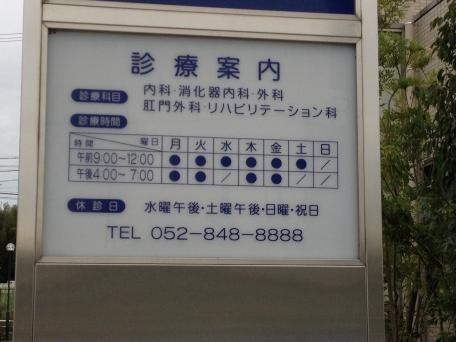 診療案内
診療科目 内科・消化器内科・外科
肛門外科・リハビリテーション科
診療時間
時間 曜日 月 火 水 木 金 土 日
午前9:00〜12:00 ● ● ● ● ● ● ／
午後4:00〜 7:00 ● ● ／ ● ● ／ ／
休診日 水曜午後・土曜午後・日曜・祝日
TEL 052-848-8888